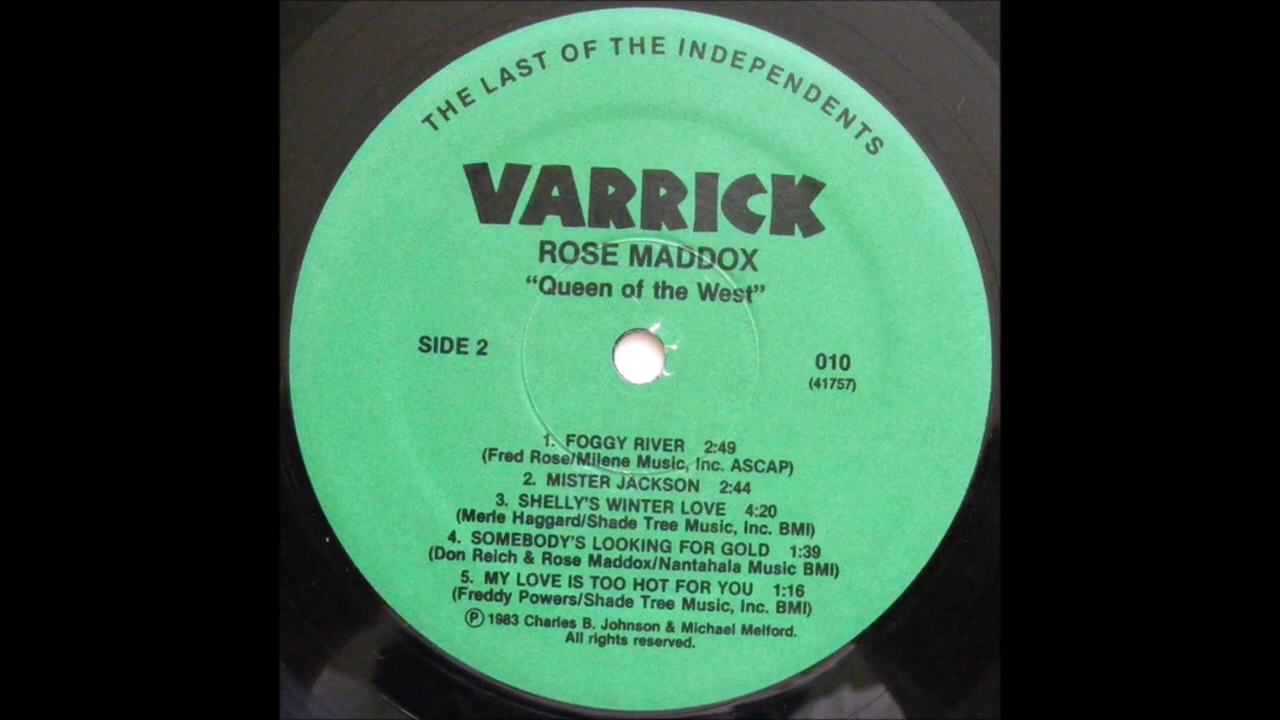 THE LAST OF THE INDEPENDENTS
VARRICK
ROSE MADDOX
“Queen of the West”
SIDE 2
010
(41757)
1. FOGGY RIVER 2:49
(Fred Rose/Milene Music, Inc. ASCAP)
2. MISTER JACKSON 2:44
3. SHELLY'S WINTER LOVE 4:20
(Merle Haggard/Shade Tree Music, Inc. BMI)
4. SOMEBODY'S LOOKING FOR GOLD 1:39
(Don Reich & Rose Maddox/Nantahala Music BMI)
5. MY LOVE IS TOO HOT FOR YOU 1:16
(Freddy Powers/Shade Tree Music, Inc. BMI)
Ⓟ 1983 Charles B. Johnson & Michael Melford.
All rights reserved.